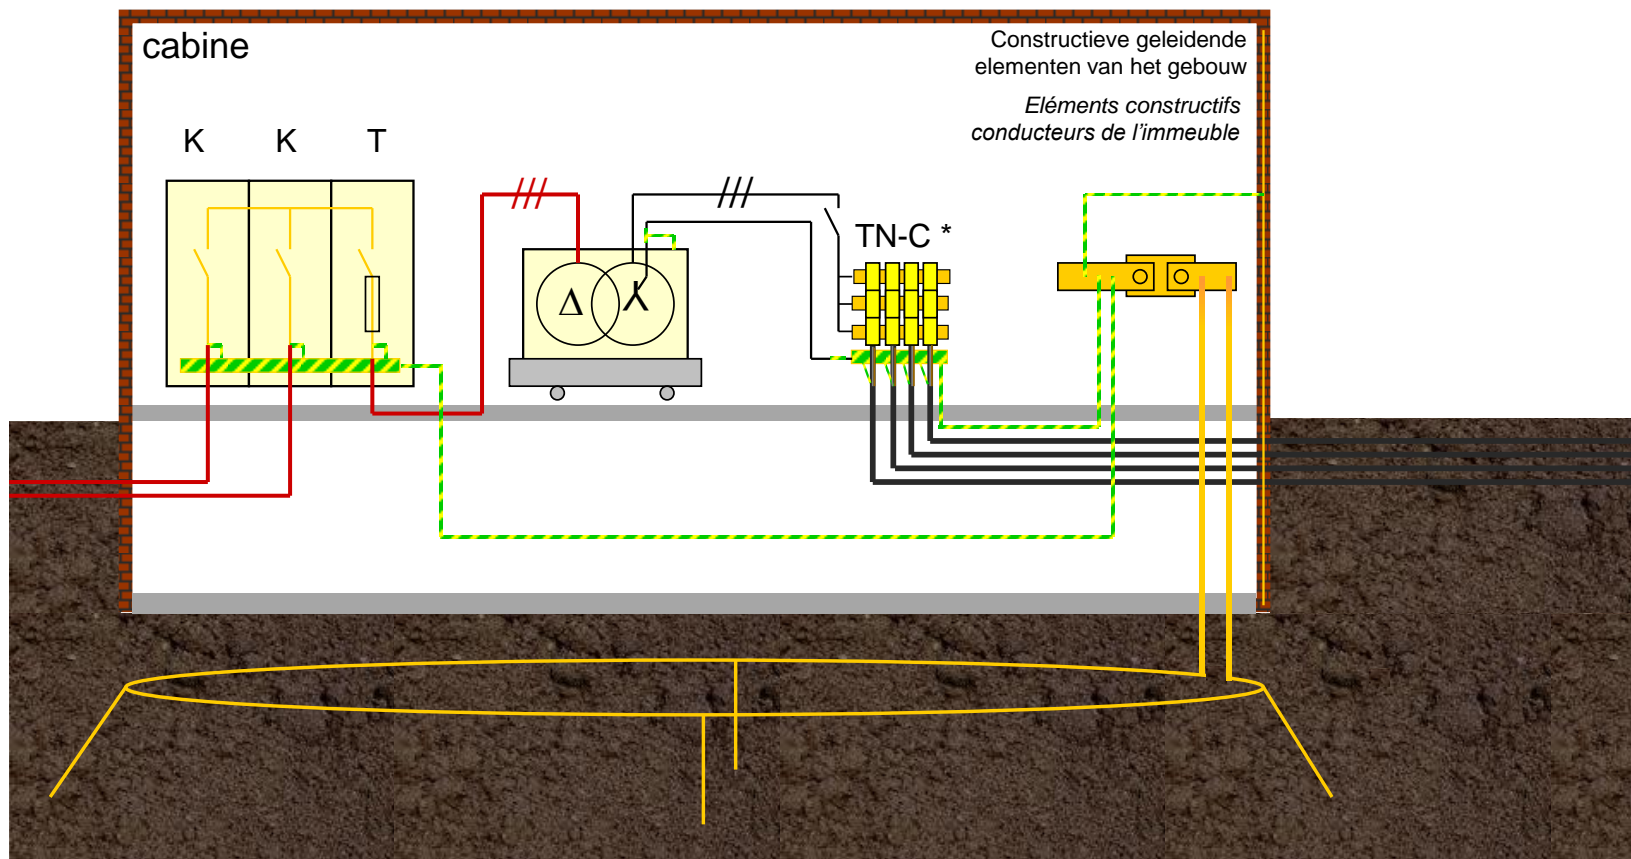 cabine
Constructieve geleidende
elementen van het gebouw
Eléments constructifs
conducteurs de l'immeuble
K K T
TN-C *
Δ